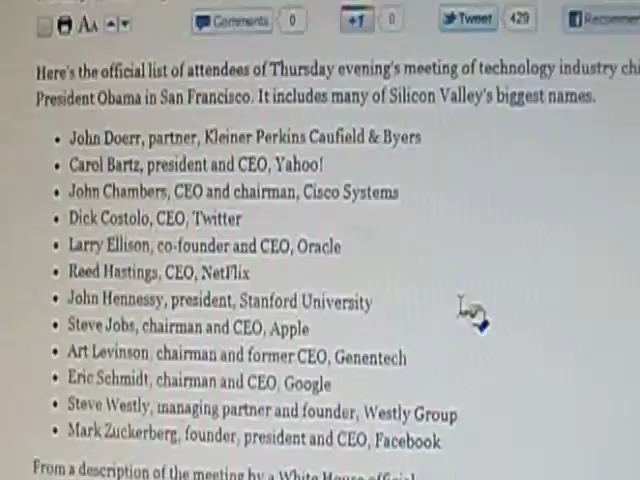 AA Comments 0 +1 0 Tweet 429 Recomme
Here's the official list of attendees of Thursday evening's meeting of technology industry chi
President Obama in San Francisco. It includes many of Silicon Valley's biggest names.
• John Doerr, partner, Kleiner Perkins Caufield & Byers
• Carol Bartz, president and CEO, Yahoo!
• John Chambers, CEO and chairman, Cisco Systems
• Dick Costolo, CEO, Twitter
• Larry Ellison, co-founder and CEO, Oracle
• Reed Hastings, CEO, NetFlix
• John Hennessy, president, Stanford University
• Steve Jobs, chairman and CEO, Apple
• Art Levinson, chairman and former CEO, Genentech
• Eric Schmidt, chairman and CEO, Google
• Steve Westly, managing partner and founder, Westly Group
• Mark Zuckerberg, founder, president and CEO, Facebook
From a description of the meeting by a White House official